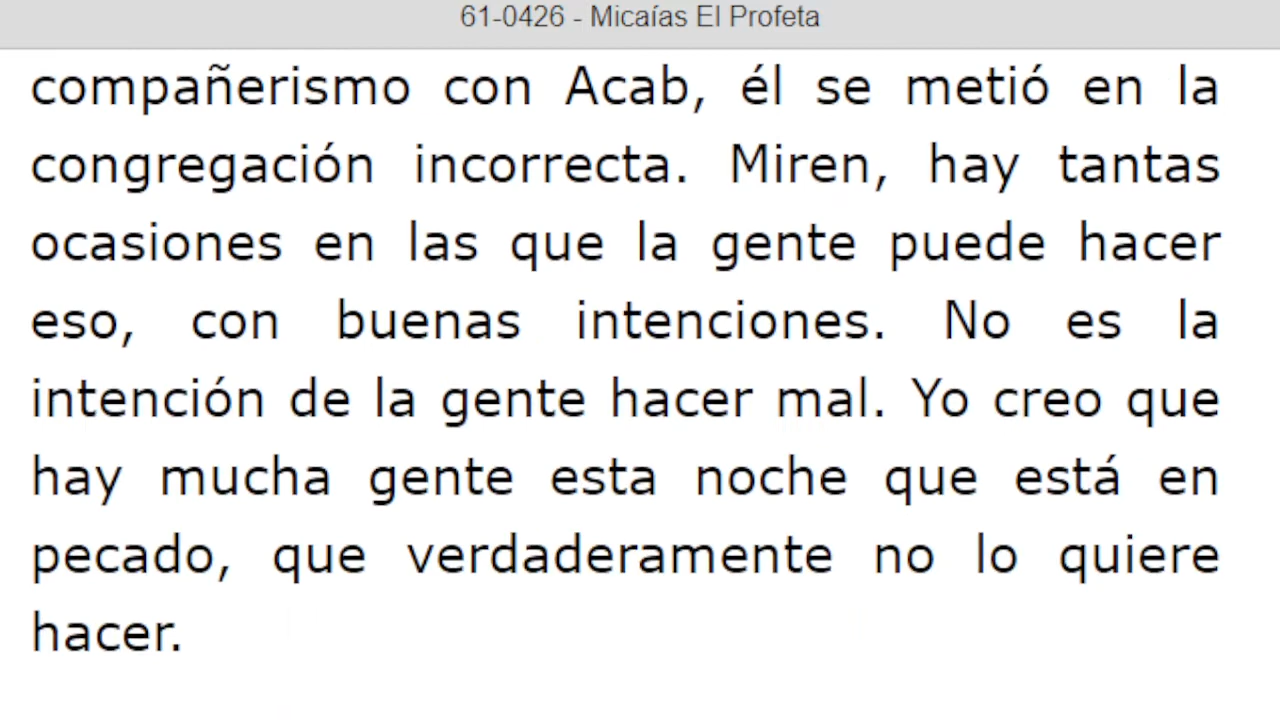 61-0426 - Micaías El Profeta
compañerismo con Acab, él se metió en la
congregación incorrecta. Miren, hay tantas
ocasiones en las que la gente puede hacer
eso, con buenas intenciones. No es la
intención de la gente hacer mal. Yo creo que
hay mucha gente esta noche que está en
pecado, que verdaderamente no lo quiere
hacer.